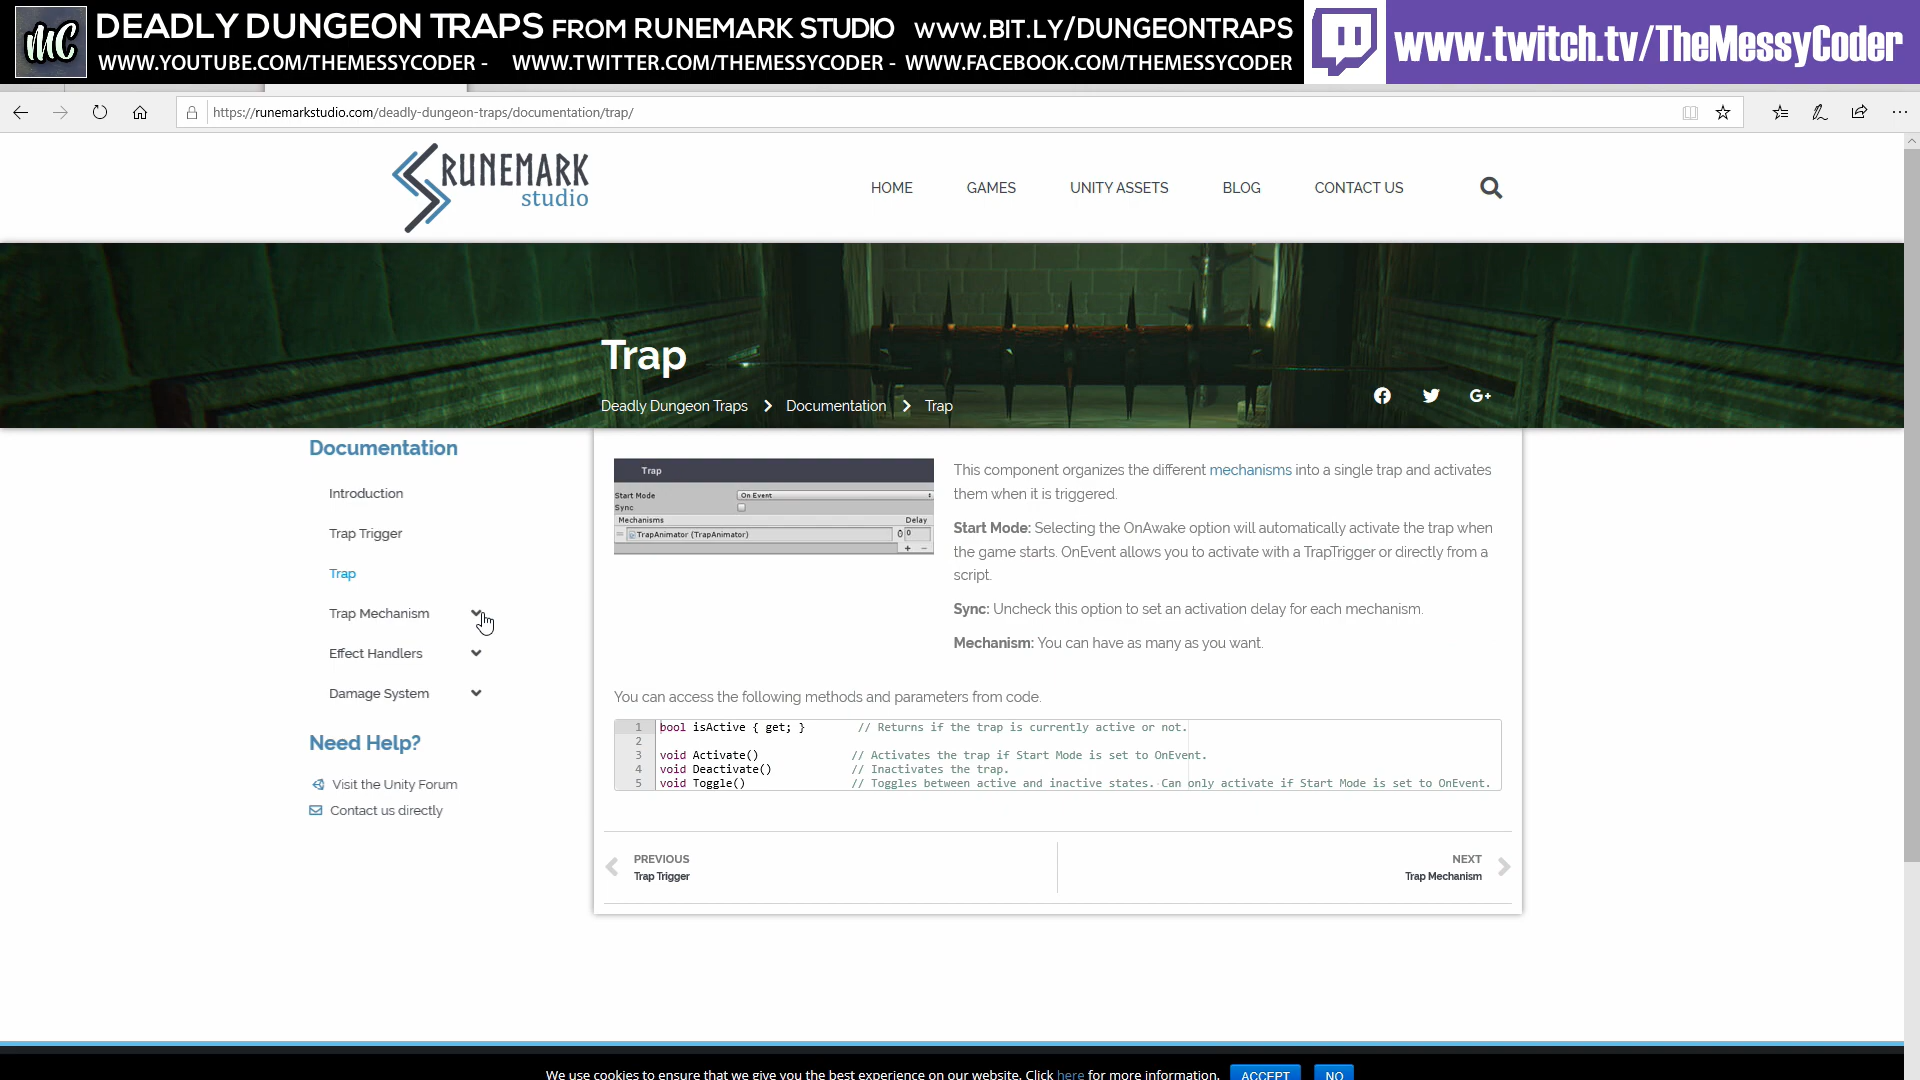 MC DEADLY DUNGEON TRAPS FROM RUNEMARK STUDIO WWW.BIT.LY/DUNGEONTRAPS
WWW.YOUTUBE.COM/THEMESSYCODER - WWW.TWITTER.COM/THEMESSYCODER - WWW.FACEBOOK.COM/THEMESSYCODER
www.twitch.tv/TheMessyCoder
https://runemarkstudio.com/deadly-dungeon-traps/documentation/trap/
RUNEMARK
studio
HOME GAMES UNITY ASSETS BLOG CONTACT US
Trap
Deadly Dungeon Traps > Documentation > Trap
Documentation
Introduction
Trap Trigger
Trap
Trap Mechanism
Effect Handlers
Damage System
Need Help?
Visit the Unity Forum
Contact us directly
Trap
Start Mode On Event
Sync
Mechanisms Delay
TrapAnimator (TrapAnimator) 0 0
+ −
This component organizes the different mechanisms into a single trap and activates
them when it is triggered.
Start Mode: Selecting the OnAwake option will automatically activate the trap when
the game starts. OnEvent allows you to activate with a TrapTrigger or directly from a
script.
Sync: Uncheck this option to set an activation delay for each mechanism.
Mechanism: You can have as many as you want.
You can access the following methods and parameters from code.
1 bool isActive { get; } // Returns if the trap is currently active or not.
2
3 void Activate() // Activates the trap if Start Mode is set to OnEvent.
4 void Deactivate() // Inactivates the trap.
5 void Toggle() // Toggles between active and inactive states. Can only activate if Start Mode is set to OnEvent.
PREVIOUS
Trap Trigger
NEXT
Trap Mechanism
We use cookies to ensure that we give you the best experience on our website. Click here for more information. ACCEPT NO